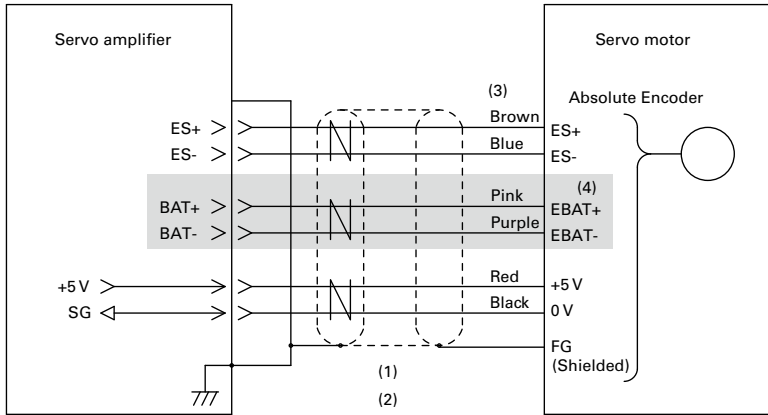 Servo amplifier
Servo motor
(3)
Absolute Encoder
Brown
ES+
ES+
Blue
ES-
ES-
(4)
Pink
BAT+
EBAT+
Purple
BAT-
EBAT-
Red
+5 V
+5 V
Black
SG
0 V
FG
(Shielded)
(1)
(2)